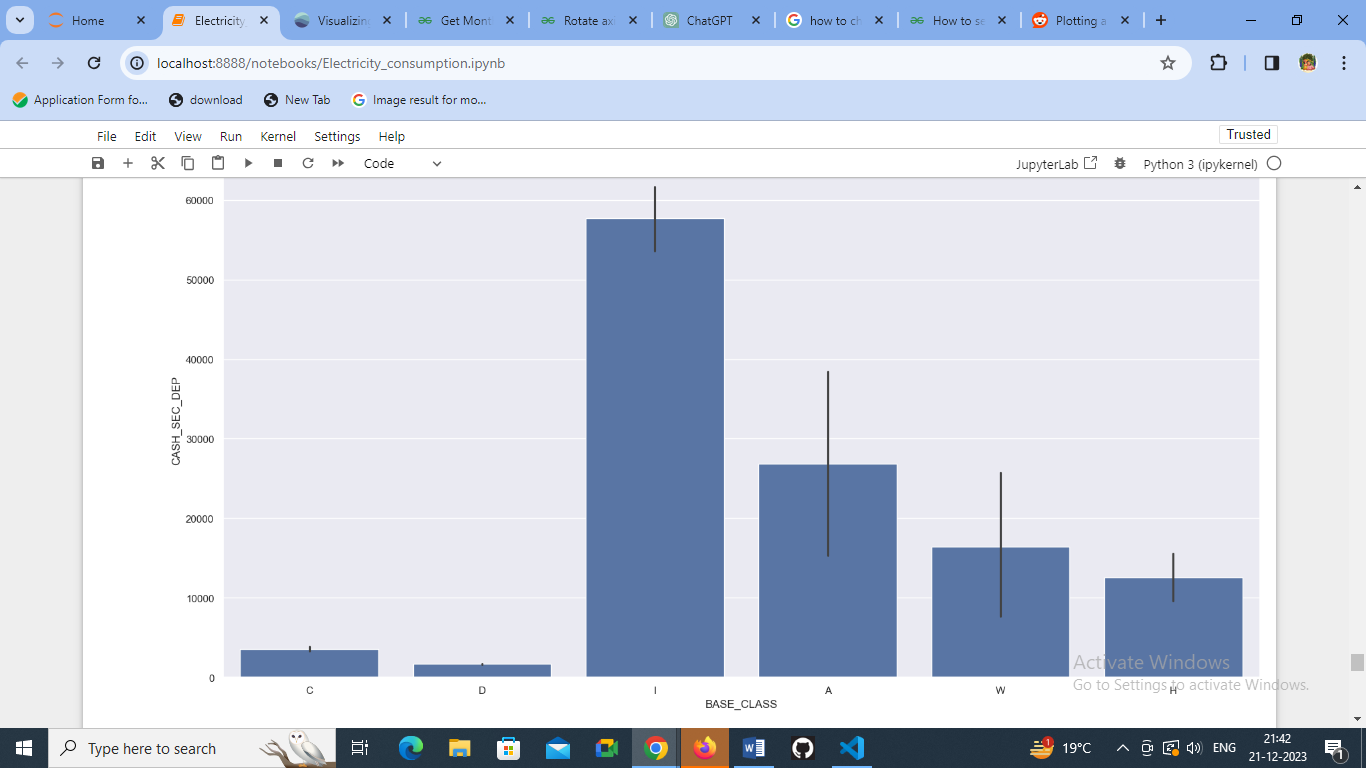 Home
Electricity
Visualizin
Get Mont
Rotate ax
ChatGPT
how to ch
How to se
Plotting a
localhost:8888/notebooks/Electricity_consumption.ipynb
Application Form fo...
download
New Tab
Image result for mo...
File Edit View Run Kernel Settings Help
Trusted
Code
JupyterLab
Python 3 (ipykernel)
60000
50000
40000
30000
20000
10000
0
CASH_SEC_DEP
C D I A W H
BASE_CLASS
Activate Windows
Go to Settings to activate Windows.
Type here to search
1
19°C
ENG
21:42
21-12-2023
1